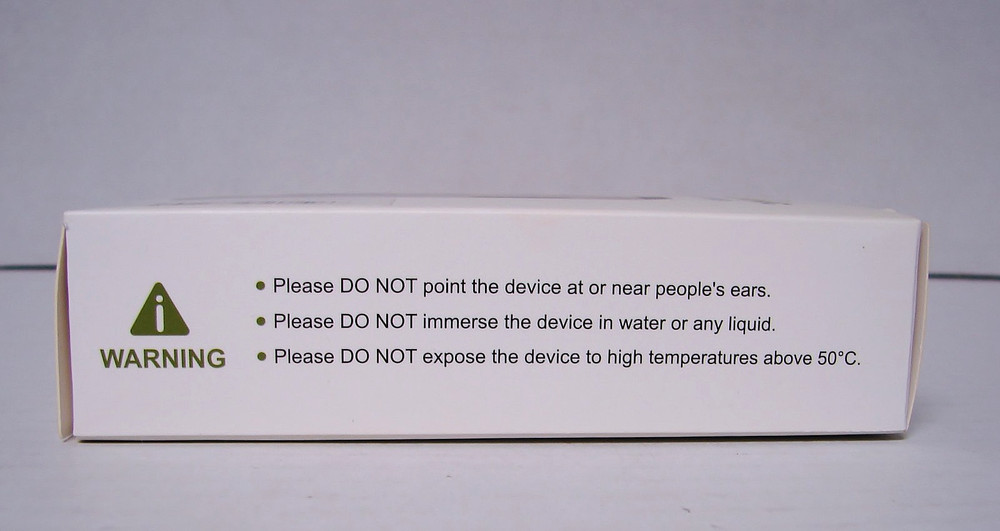 • Please DO NOT point the device at or near people's ears.
• Please DO NOT immerse the device in water or any liquid.
WARNING
• Please DO NOT expose the device to high temperatures above 50°C.